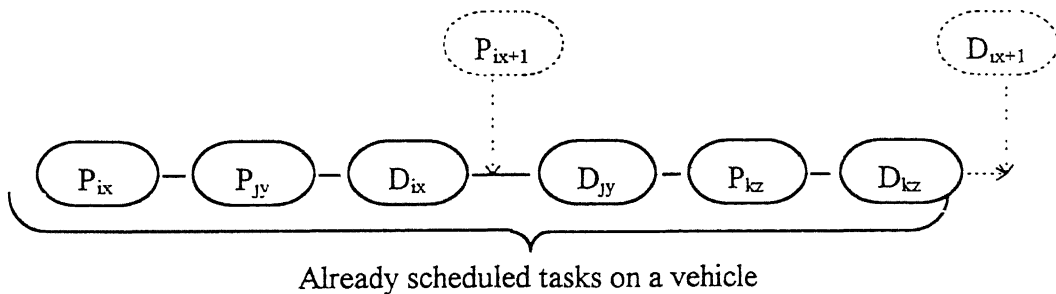 P_ix+1 D_ix+1
P_ix P_jy D_ix D_jy P_kz D_kz
Already scheduled tasks on a vehicle